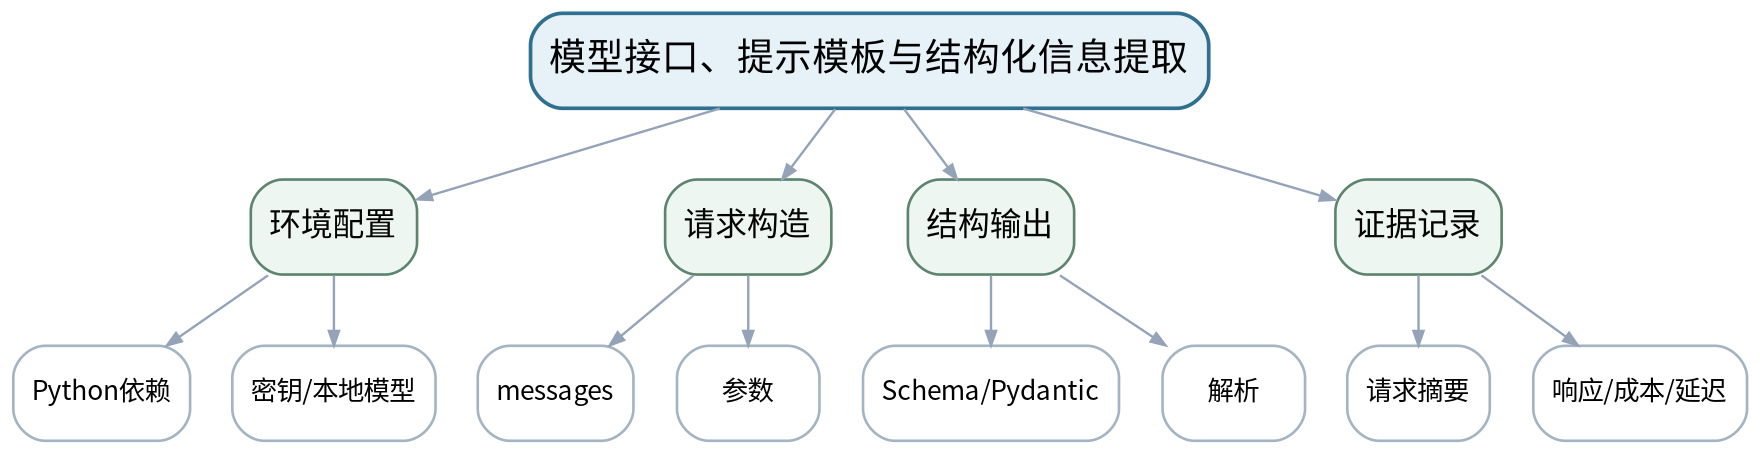 模型接口、提示模板与结构化信息提取
环境配置
请求构造
结构输出
证据记录
Python依赖
密钥/本地模型
messages
参数
Schema/Pydantic
解析
请求摘要
响应/成本/延迟